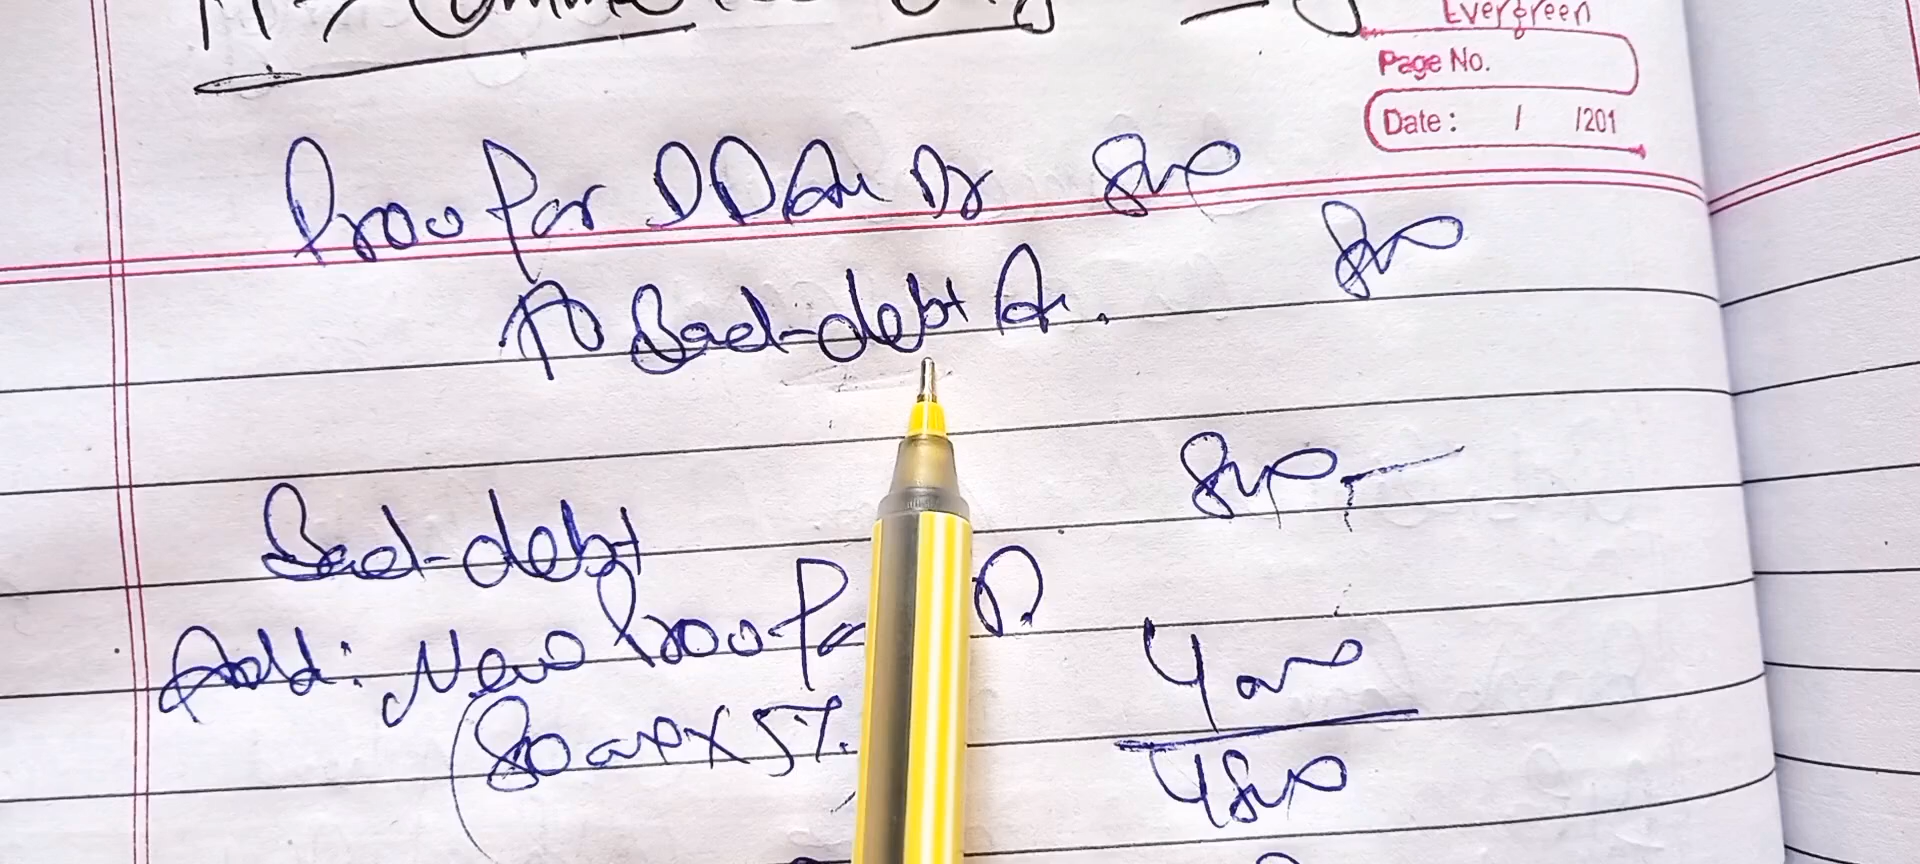 Evergreen
Page No.
Date: / /201
Prov for DD A/c Dr 800
To Bad-debt A/c.
800
Bad-debt 800
Add: New Prov for D.
4000
(80000 x 5%.
4800